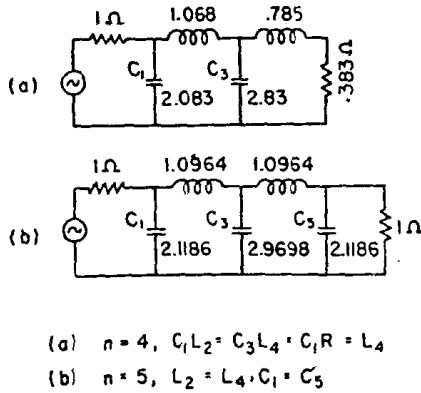 1Ω 1.068 .785
(a) C₁ 2.083 C₃ 2.83 .383Ω
1Ω 1.0964 1.0964
(b) C₁ 2.1186 C₃ 2.9698 C₅ 2.1186 1Ω
(a) n = 4, C₁L₂ = C₃L₄ = C₁R = L₄
(b) n = 5, L₂ = L₄, C₁ = C₅